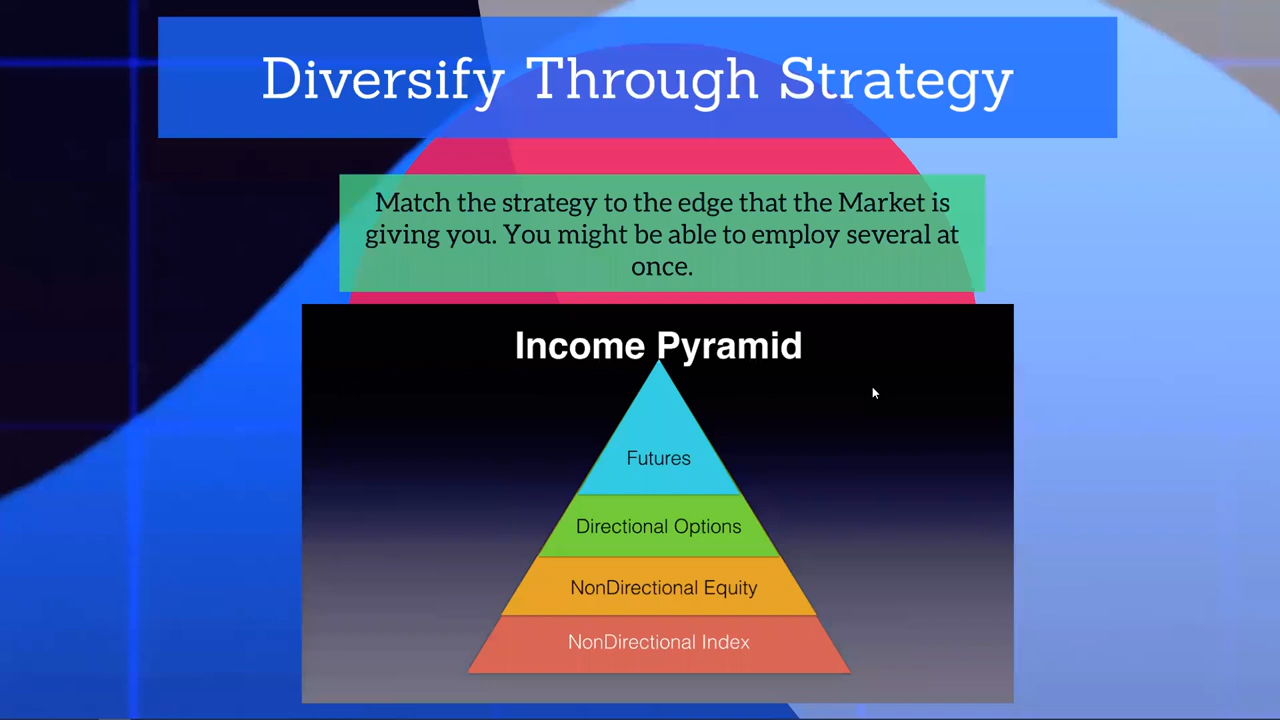 Diversify Through Strategy
Match the strategy to the edge that the Market is
giving you. You might be able to employ several at
once.
Income Pyramid
Futures
Directional Options
NonDirectional Equity
NonDirectional Index